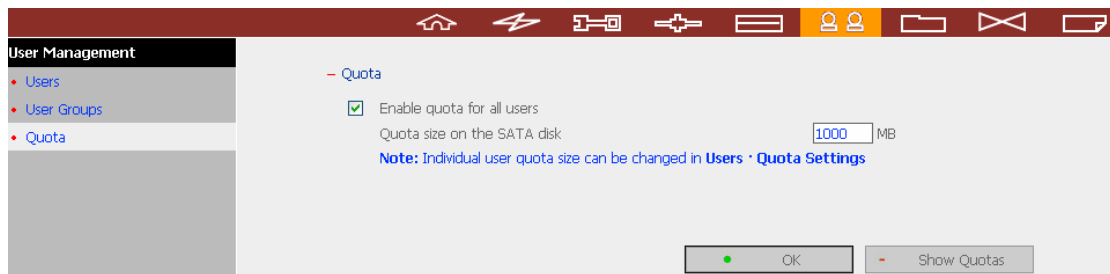 User Management
Users
User Groups
Quota
– Quota
Enable quota for all users
Quota size on the SATA disk 1000 MB
Note: Individual user quota size can be changed in Users · Quota Settings
OK
Show Quotas